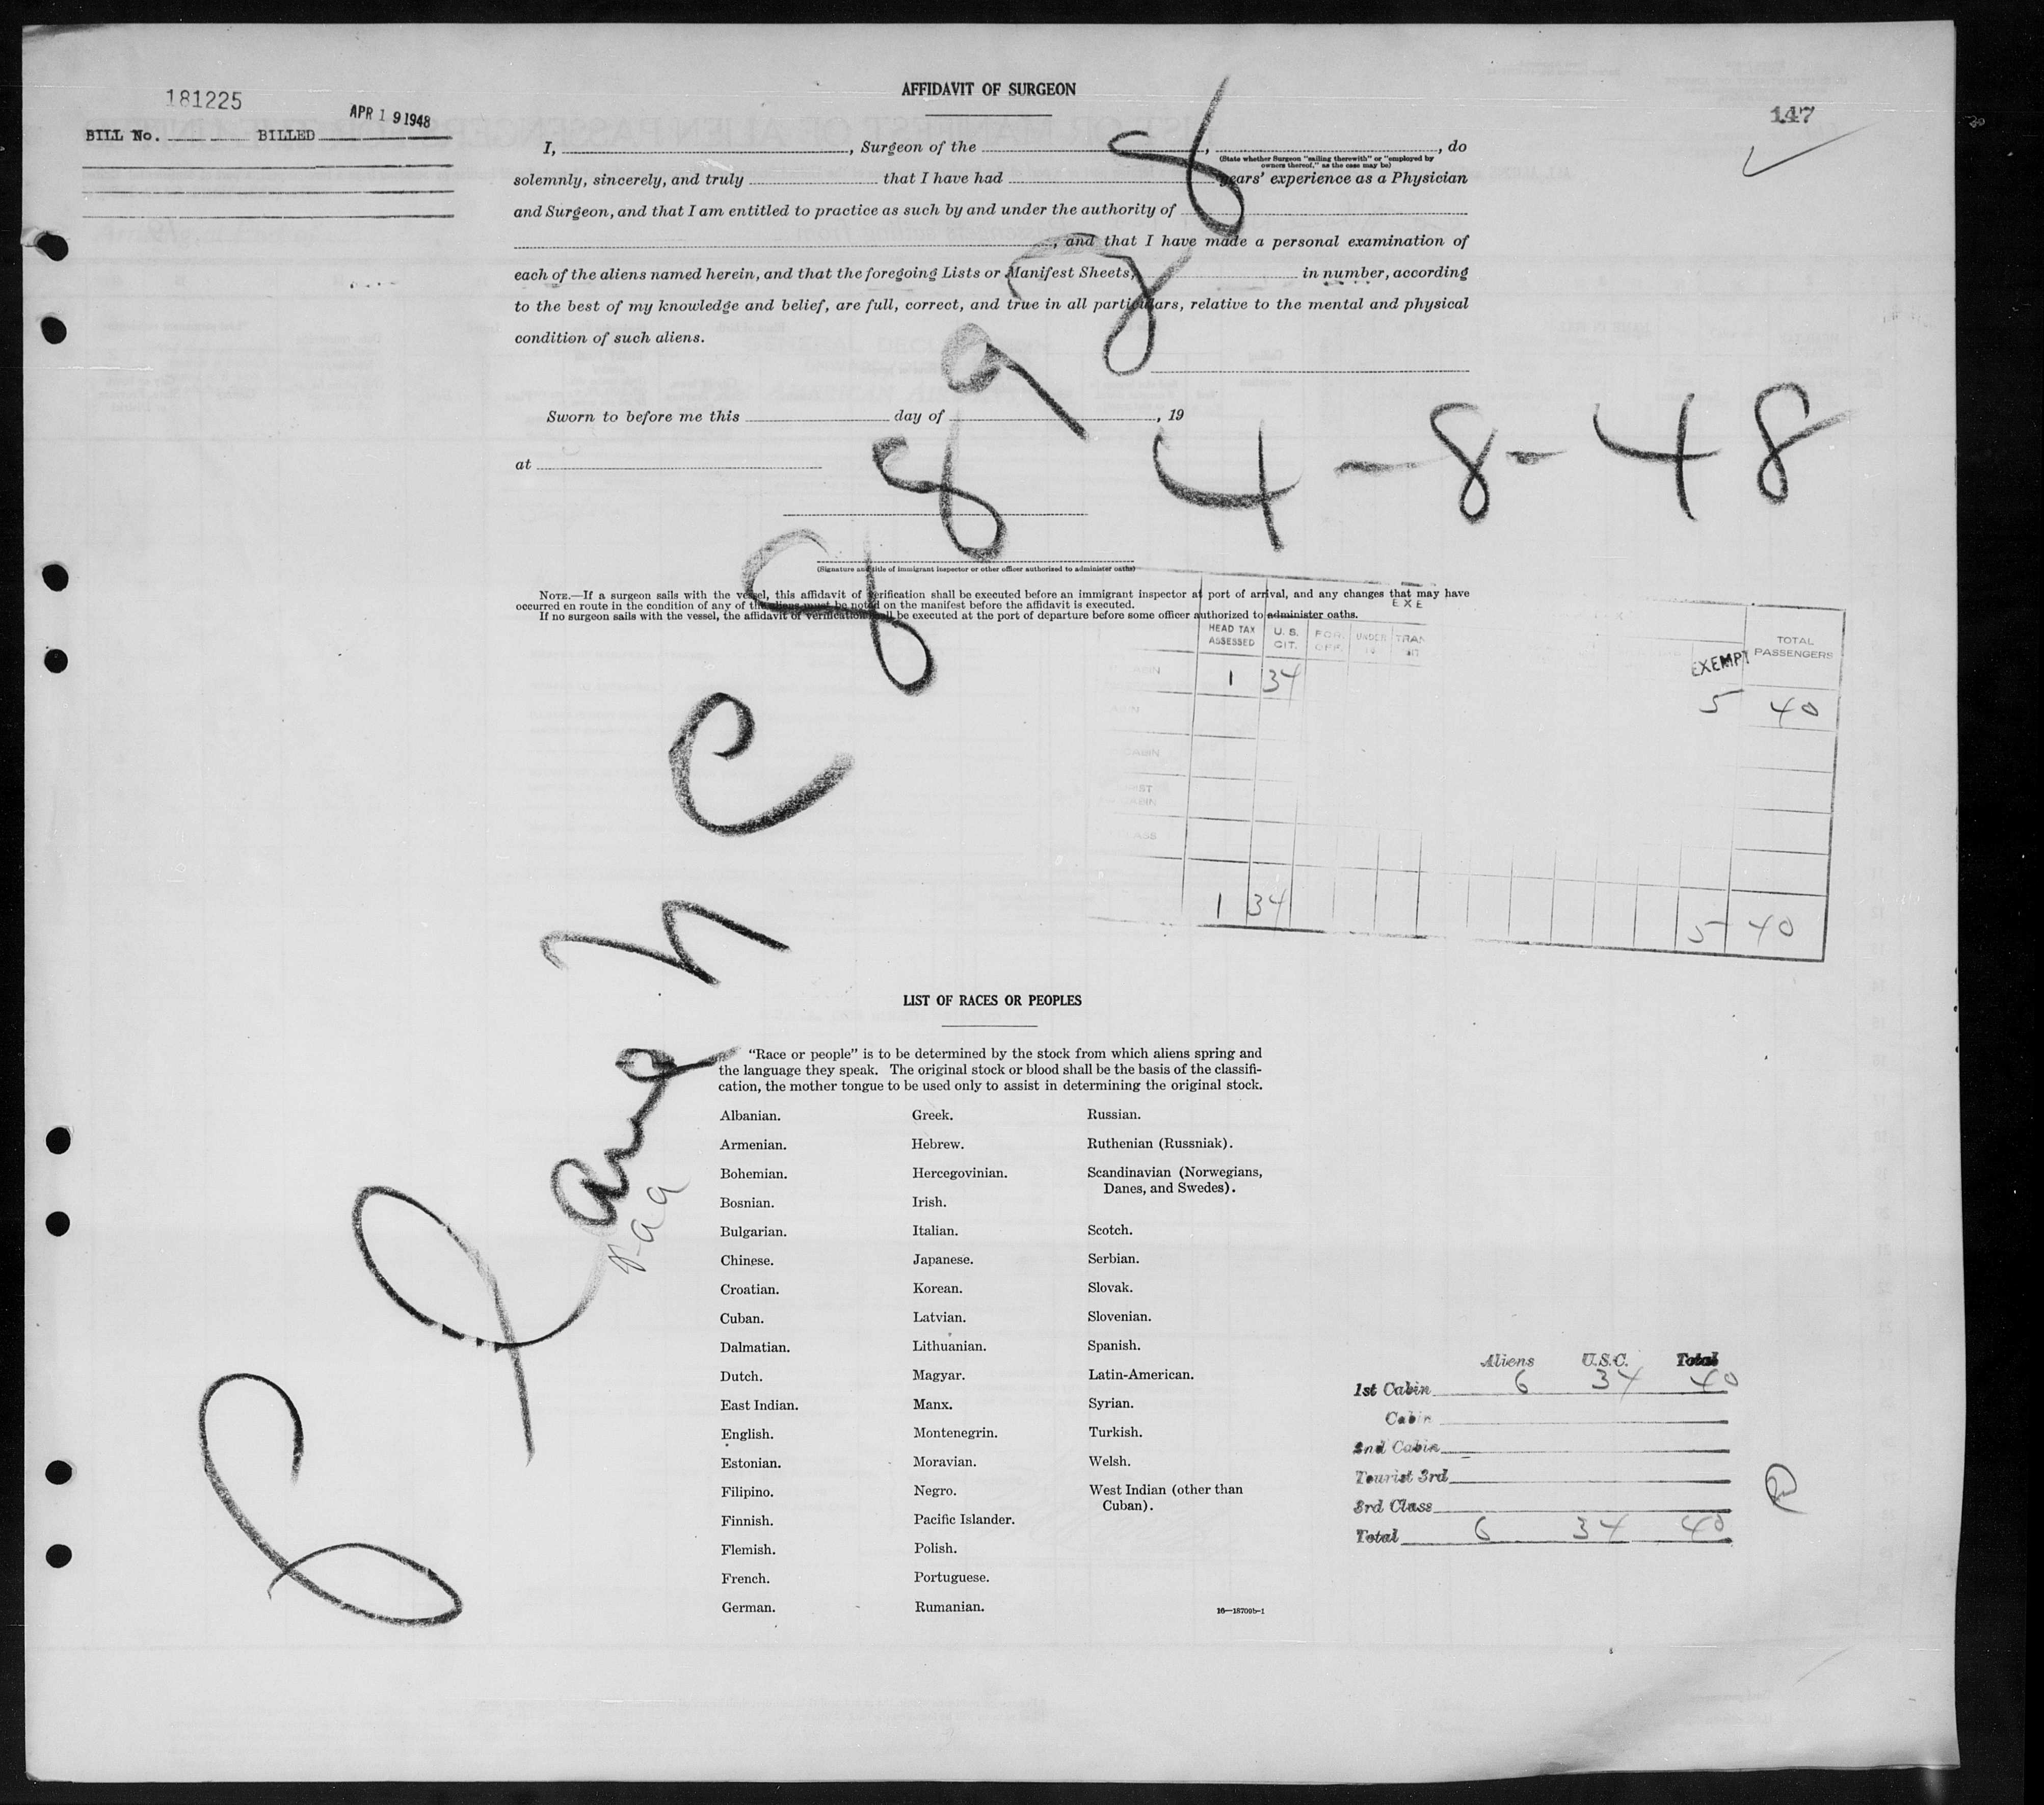 181225
APR 19 1948
147
BILL No. BILLED
AFFIDAVIT OF SURGEON
I, , Surgeon of the , , do
(State whether Surgeon "sailing therewith" or "employed by
owners thereof," as the case may be)
solemnly, sincerely, and truly that I have had years' experience as a Physician
and Surgeon, and that I am entitled to practice as such by and under the authority of
, and that I have made a personal examination of
each of the aliens named herein, and that the foregoing Lists or Manifest Sheets, in number, according
to the best of my knowledge and belief, are full, correct, and true in all particulars, relative to the mental and physical
condition of such aliens.
Sworn to before me this day of , 19
at
4-8-48
Plane NC 88928
paa
(Signature and title of immigrant inspector or other officer authorized to administer oaths)
NOTE.—If a surgeon sails with the vessel, this affidavit of verification shall be executed before an immigrant inspector at port of arrival, and any changes that may have
occurred en route in the condition of any of the aliens must be noted on the manifest before the affidavit is executed.
If no surgeon sails with the vessel, the affidavit of verification shall be executed at the port of departure before some officer authorized to administer oaths.
EXE
HEAD TAX ASSESSED U. S. CIT. FOR. OFF. UNDER 16 TRAN SIT EXEMPT TOTAL PASSENGERS
CABIN 1 34 5 40
CABIN
CABIN
1 34 5 40
LIST OF RACES OR PEOPLES
"Race or people" is to be determined by the stock from which aliens spring and
the language they speak. The original stock or blood shall be the basis of the classifi-
cation, the mother tongue to be used only to assist in determining the original stock.
Albanian.
Armenian.
Bohemian.
Bosnian.
Bulgarian.
Chinese.
Croatian.
Cuban.
Dalmatian.
Dutch.
East Indian.
English.
Estonian.
Filipino.
Finnish.
Flemish.
French.
German.
Greek.
Hebrew.
Hercegovinian.
Irish.
Italian.
Japanese.
Korean.
Latvian.
Lithuanian.
Magyar.
Manx.
Montenegrin.
Moravian.
Negro.
Pacific Islander.
Polish.
Portuguese.
Rumanian.
Russian.
Ruthenian (Russniak).
Scandinavian (Norwegians,
Danes, and Swedes).
Scotch.
Serbian.
Slovak.
Slovenian.
Spanish.
Latin-American.
Syrian.
Turkish.
Welsh.
West Indian (other than
Cuban).
16—18709b-1
Aliens U.S.C. Total
1st Cabin 6 34 40
Cabin
2nd Cabin
Tourist 3rd
3rd Class
Total 6 34 40